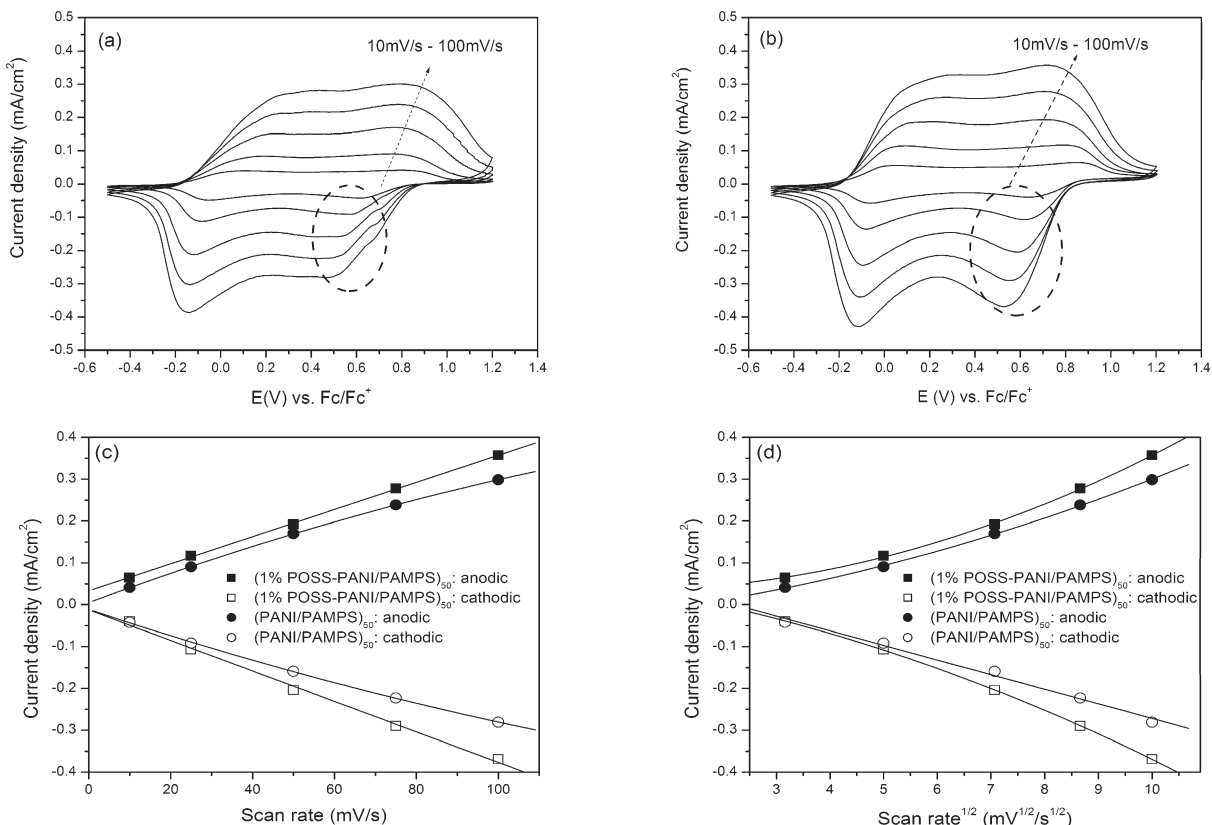 (a)
10mV/s - 100mV/s
0.5
0.4
0.3
0.2
0.1
0.0
-0.1
-0.2
-0.3
-0.4
-0.5
Current density (mA/cm²)
-0.6 -0.4 -0.2 0.0 0.2 0.4 0.6 0.8 1.0 1.2 1.4
E(V) vs. Fc/Fc⁺
(b)
10mV/s - 100mV/s
0.5
0.4
0.3
0.2
0.1
0.0
-0.1
-0.2
-0.3
-0.4
-0.5
Current density (mA/cm²)
-0.6 -0.4 -0.2 0.0 0.2 0.4 0.6 0.8 1.0 1.2 1.4
E (V) vs. Fc/Fc⁺
(c)
0.4
0.3
0.2
0.1
0.0
-0.1
-0.2
-0.3
-0.4
Current density (mA/cm²)
(1% POSS-PANI/PAMPS)₅₀: anodic
(1% POSS-PANI/PAMPS)₅₀: cathodic
(PANI/PAMPS)₅₀: anodic
(PANI/PAMPS)₅₀: cathodic
0 20 40 60 80 100
Scan rate (mV/s)
(d)
0.4
0.3
0.2
0.1
0.0
-0.1
-0.2
-0.3
-0.4
Current density (mA/cm²)
(1% POSS-PANI/PAMPS)₅₀: anodic
(1% POSS-PANI/PAMPS)₅₀: cathodic
(PANI/PAMPS)₅₀: anodic
(PANI/PAMPS)₅₀: cathodic
3 4 5 6 7 8 9 10
Scan rate¹ᐟ² (mV¹ᐟ²/s¹ᐟ²)